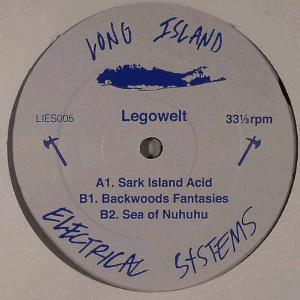 LONG ISLAND
LIES005
Legowelt
33⅓rpm
A1. Sark Island Acid
B1. Backwoods Fantasies
B2. Sea of Nuhuhu
ELECTRICAL SYSTEMS